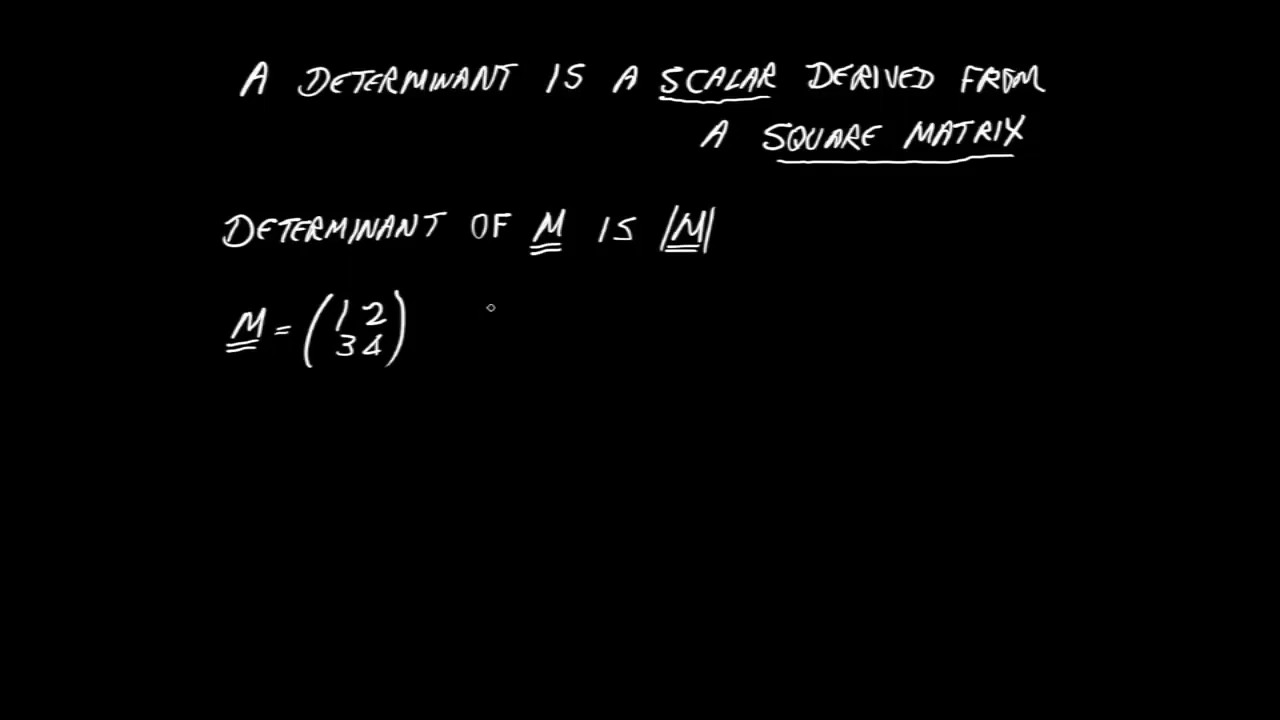 A DETERMINANT IS A SCALAR DERIVED FROM
A SQUARE MATRIX
DETERMINANT OF M IS |M|
M = ( 1 2
3 4 )